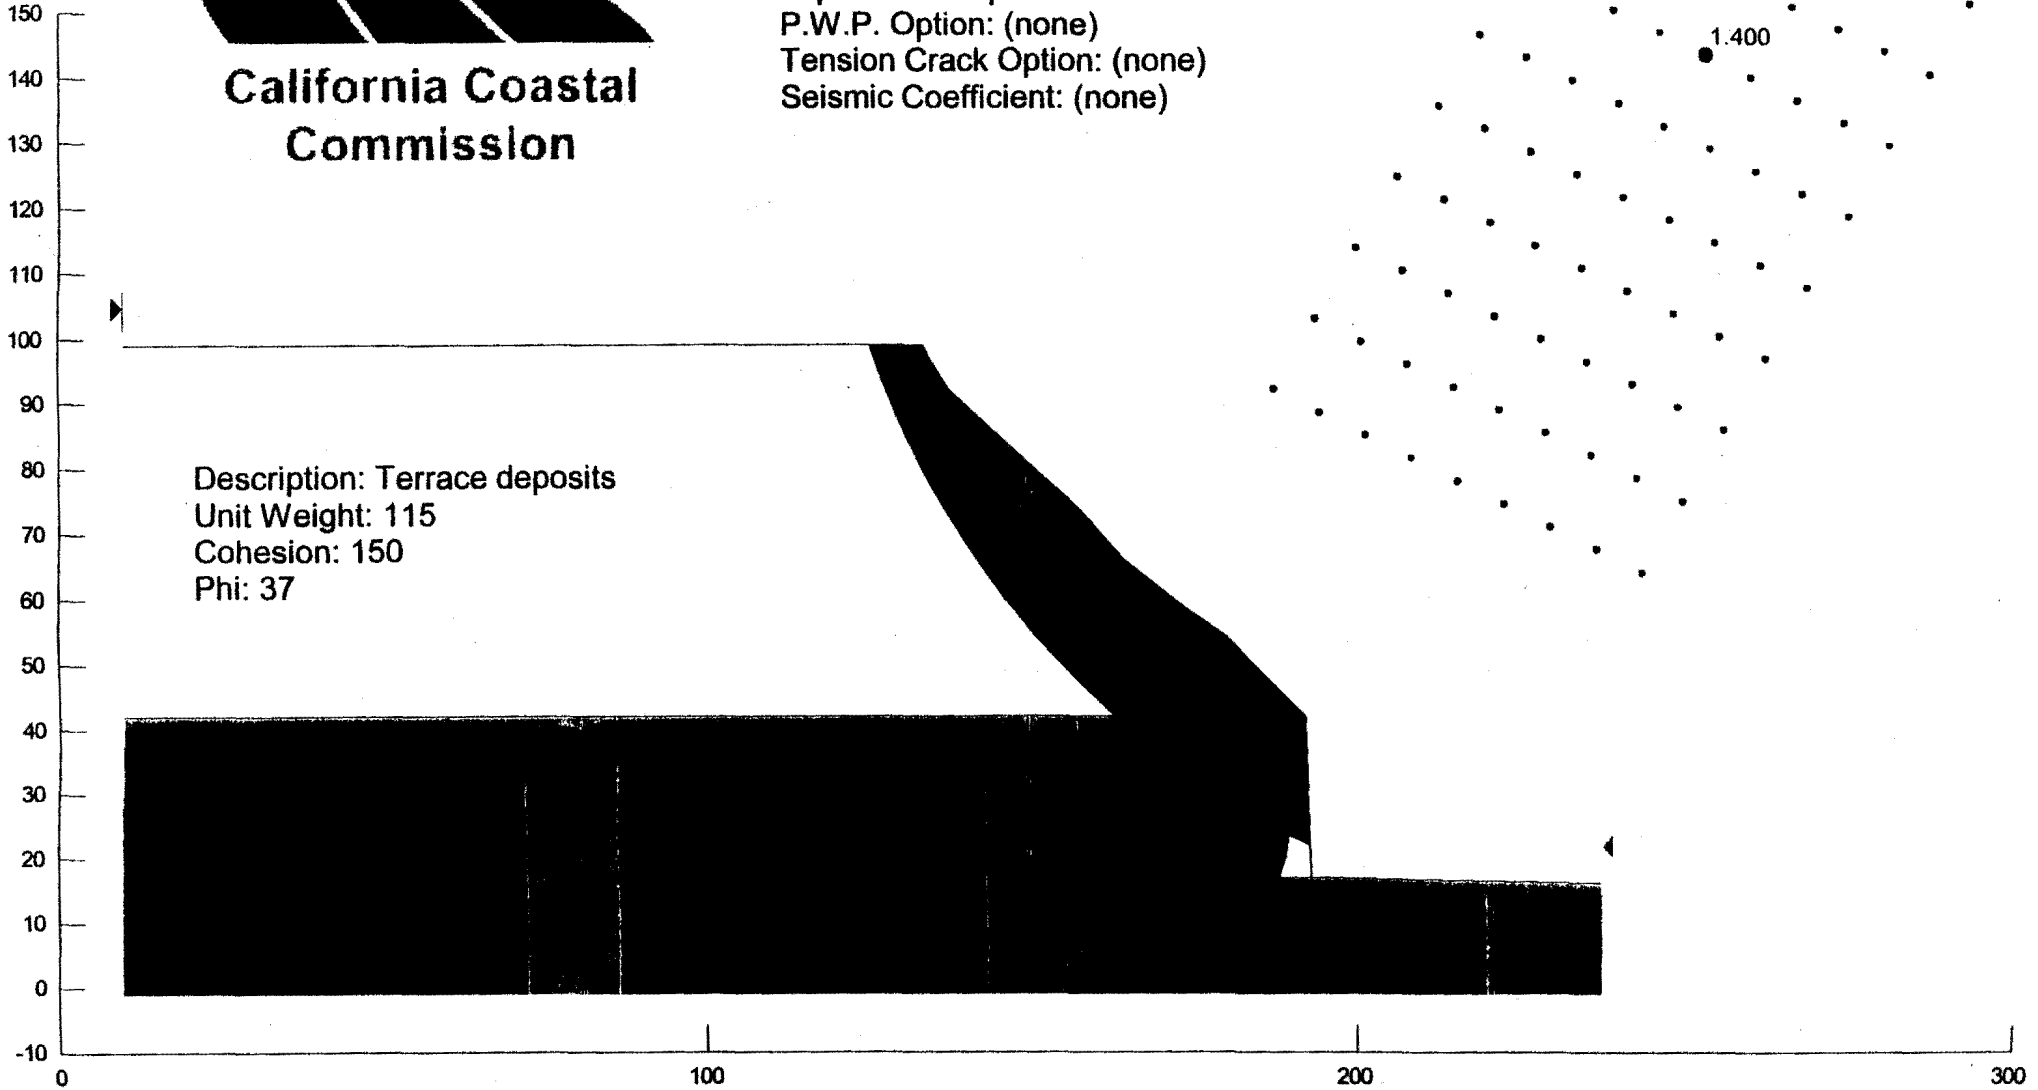 California Coastal
Commission
P.W.P. Option: (none)
Tension Crack Option: (none)
Seismic Coefficient: (none)
1.400
Description: Terrace deposits
Unit Weight: 115
Cohesion: 150
Phi: 37
150
140
130
120
110
100
90
80
70
60
50
40
30
20
10
0
-10
0
100
200
300